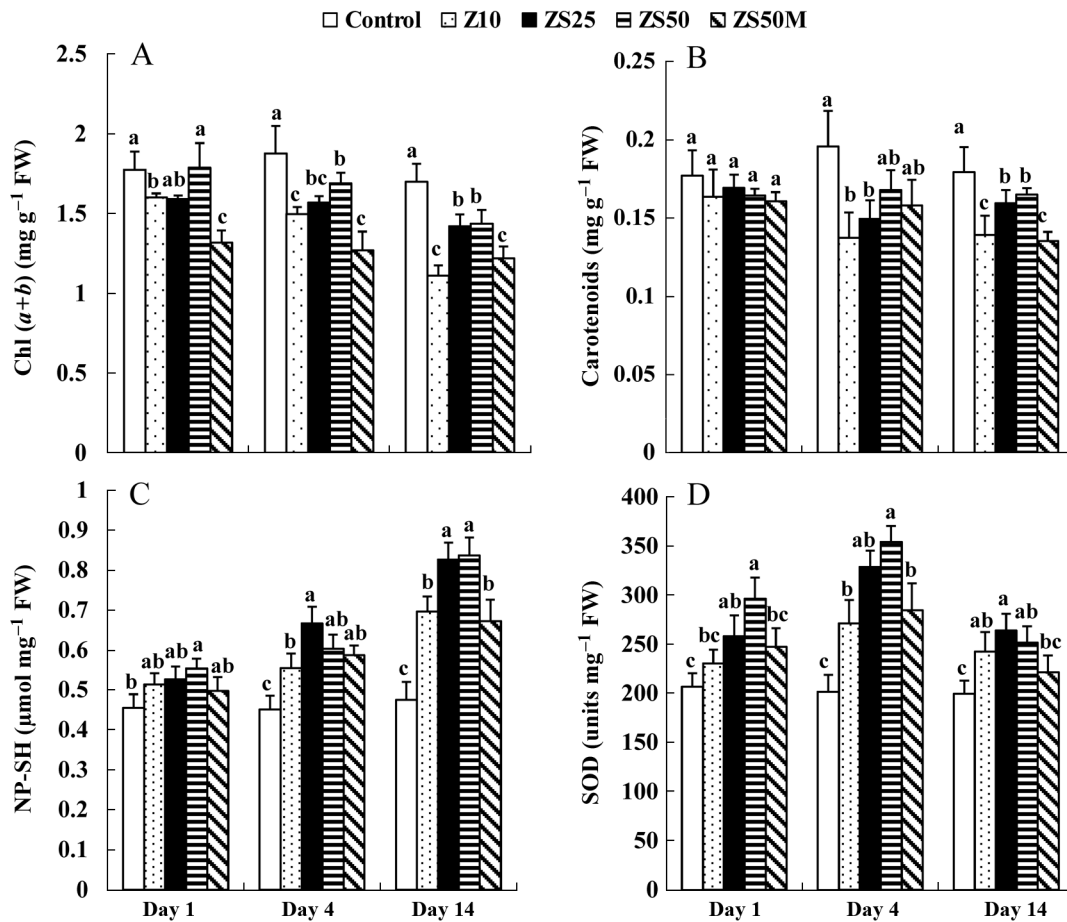 Control Z10 ZS25 ZS50 ZS50M
A
Chl (a+b) (mg g⁻¹ FW)
2.5
2
1.5
1
0.5
0
a b ab a c
a c bc b c
a c b b c
B
Carotenoids (mg g⁻¹ FW)
0.25
0.2
0.15
0.1
0.05
0
a a a a a
a b b ab ab
a c b b c
C
NP-SH (µmol mg⁻¹ FW)
1
0.9
0.8
0.7
0.6
0.5
0.4
0.3
0.2
0.1
0
b ab ab a ab
c b a ab ab
c b a a b
Day 1 Day 4 Day 14
D
SOD (units mg⁻¹ FW)
400
350
300
250
200
150
100
50
0
c bc ab a bc
c b ab a b
c ab a ab bc
Day 1 Day 4 Day 14